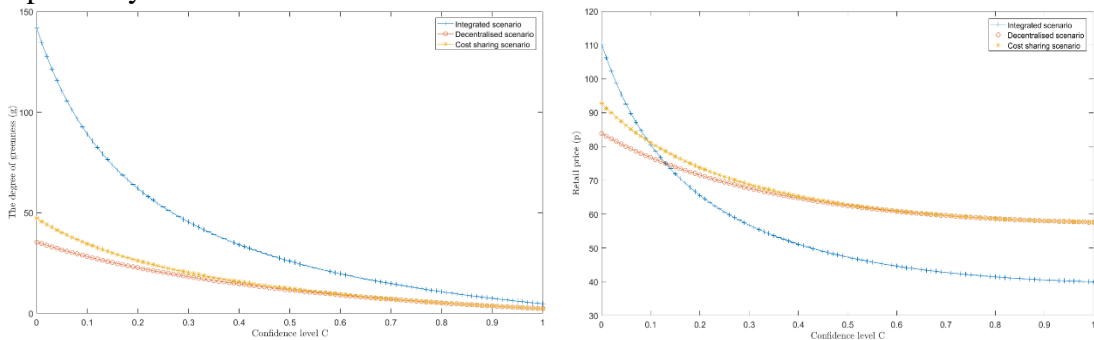 150
100
50
0
The degree of greenness (g)
0 0.1 0.2 0.3 0.4 0.5 0.6 0.7 0.8 0.9 1
Confidence level C
Integrated scenario
Decentralised scenario
Cost sharing scenario
120
110
100
90
80
70
60
50
40
30
Retail price (p)
0 0.1 0.2 0.3 0.4 0.5 0.6 0.7 0.8 0.9 1
Confidence level C
Integrated scenario
Decentralised scenario
Cost sharing scenario